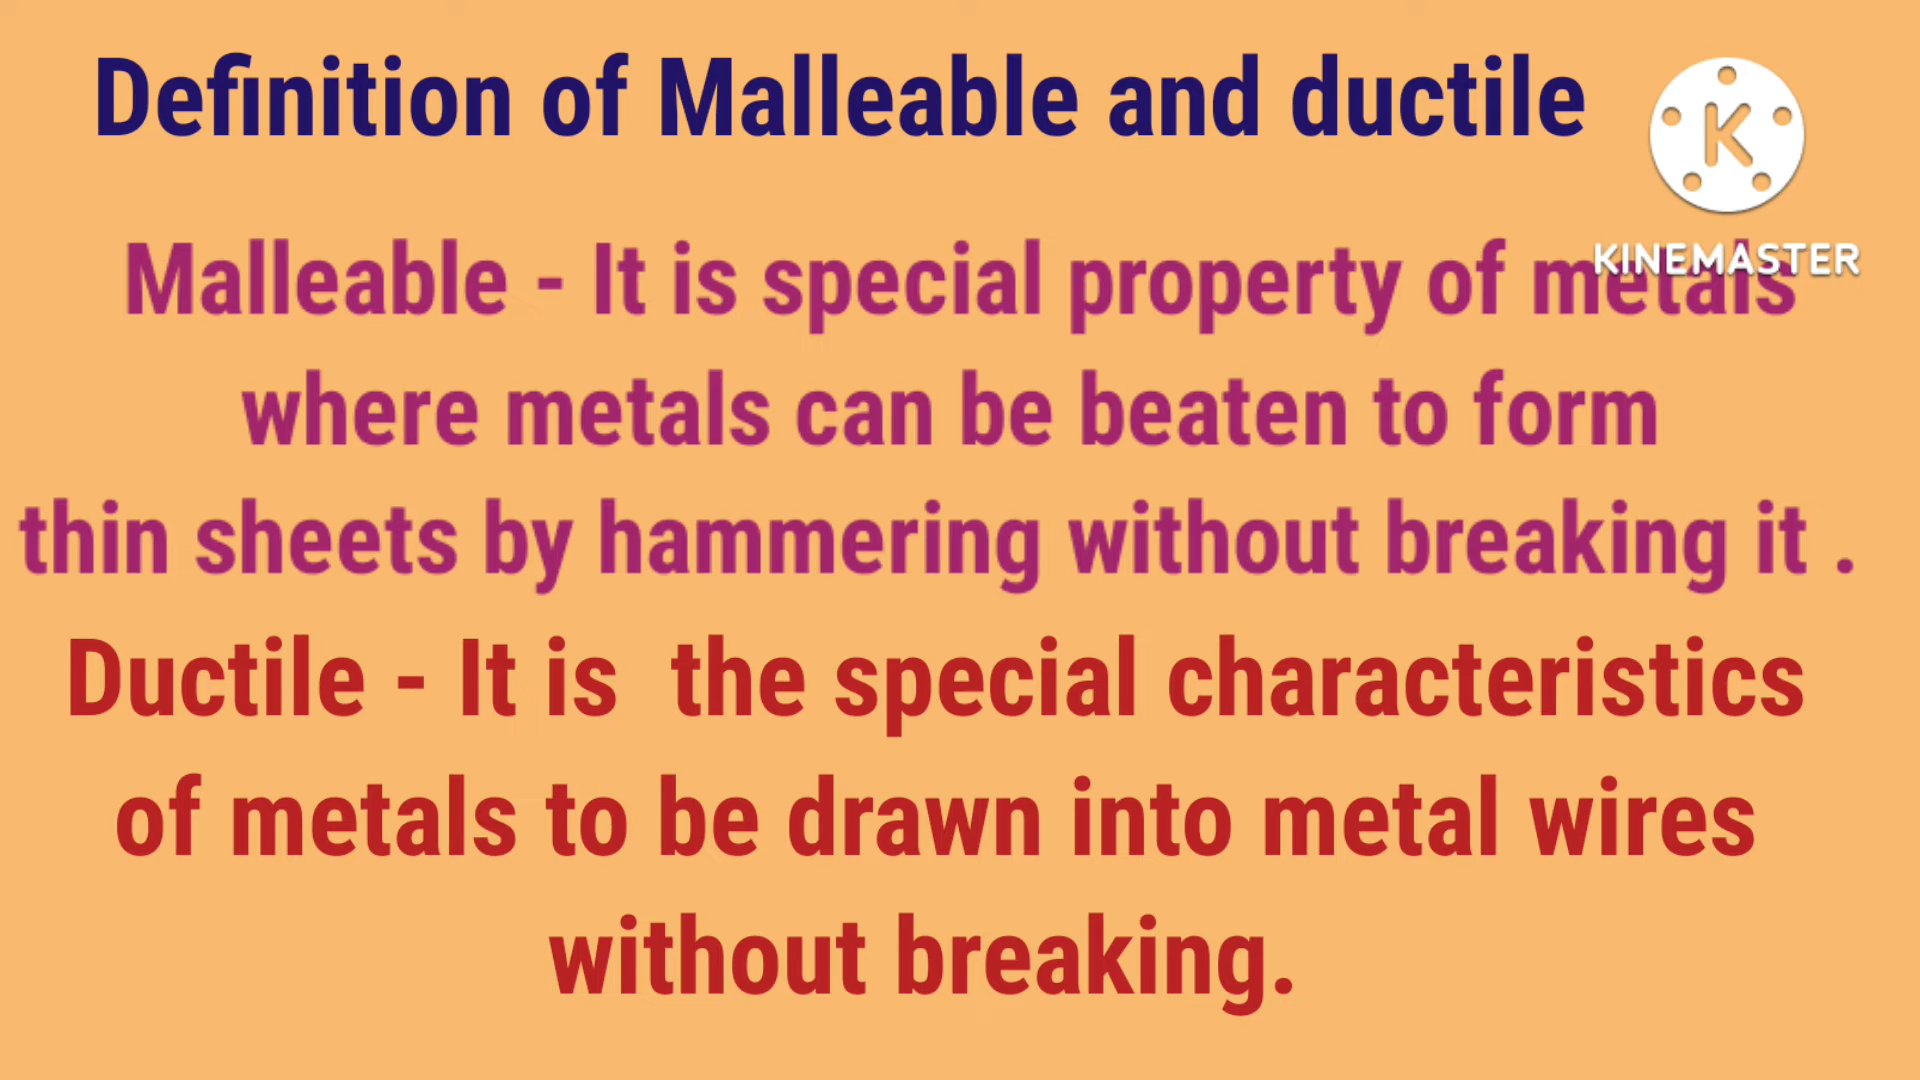 Definition of Malleable and ductile
K
KINEMASTER
Malleable - It is special property of metals
where metals can be beaten to form
thin sheets by hammering without breaking it .
Ductile - It is the special characteristics
of metals to be drawn into metal wires
without breaking.